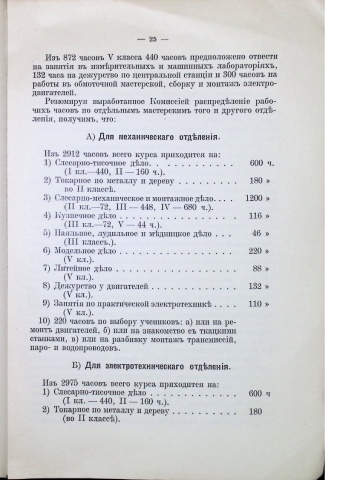 — 25 —
Изъ 872 часовъ V класса 440 часовъ предположено отвести
на занятія въ измѣрительныхъ и машинныхъ лабораторіяхъ,
132 часа на дежурство по центральной станціи и 300 часовъ на
работы въ обмоточной мастерской, сборку и монтажъ электро-
двигателей.
Резюмируя выработанное Комиссіей распредѣленіе рабо-
чихъ часовъ по отдѣльнымъ мастерскимъ того и другого отдѣ-
ленія, получимъ, что:
А) Для механическаго отдѣленія.
Изъ 2912 часовъ всего курса приходится на:
1) Слесарно-тисочное дѣло. . . . . . . . . . . 600 ч.
(I кл.—440, II — 160 ч.).
2) Токарное по металлу и дереву . . . . . . . . 180 »
во II классѣ.
3) Слесарно-механическое и монтажное дѣло. . . . 1200 »
(II кл.—72, III — 448, IV — 680 ч.).
4) Кузнечное дѣло . . . . . . . . . . . . . . 116 »
(III кл.—72, V — 44 ч.).
5) Паяльное, лудильное и мѣдницкое дѣло . . . 46 »
(III классъ.).
6) Модельное дѣло . . . . . . . . . . . . . . 220 »
(V кл.).
7) Литейное дѣло . . . . . . . . . . . . . . . 88 »
(V кл.).
8) Дежурство у двигателей . . . . . . . . . . . 132 »
(V кл.).
9) Занятія по практической электротехникѣ . . . . 110 »
(V кл.).
10) 220 часовъ по выбору учениковъ: а) или на ре-
монтъ двигателей, б) или на знакомство съ ткацкими
станками, в) или на разбивку монтажъ трансмиссій,
паро- и водопроводовъ.
Б) Для электротехническаго отдѣленія.
Изъ 2975 часовъ всего курса приходится на:
1) Слесарно-тисочное дѣло . . . . . . . . . . . 600 ч
(I кл. — 440, II — 160 ч.).
2) Токарное по металлу и дереву . . . . . . . . 180
(во II классѣ).